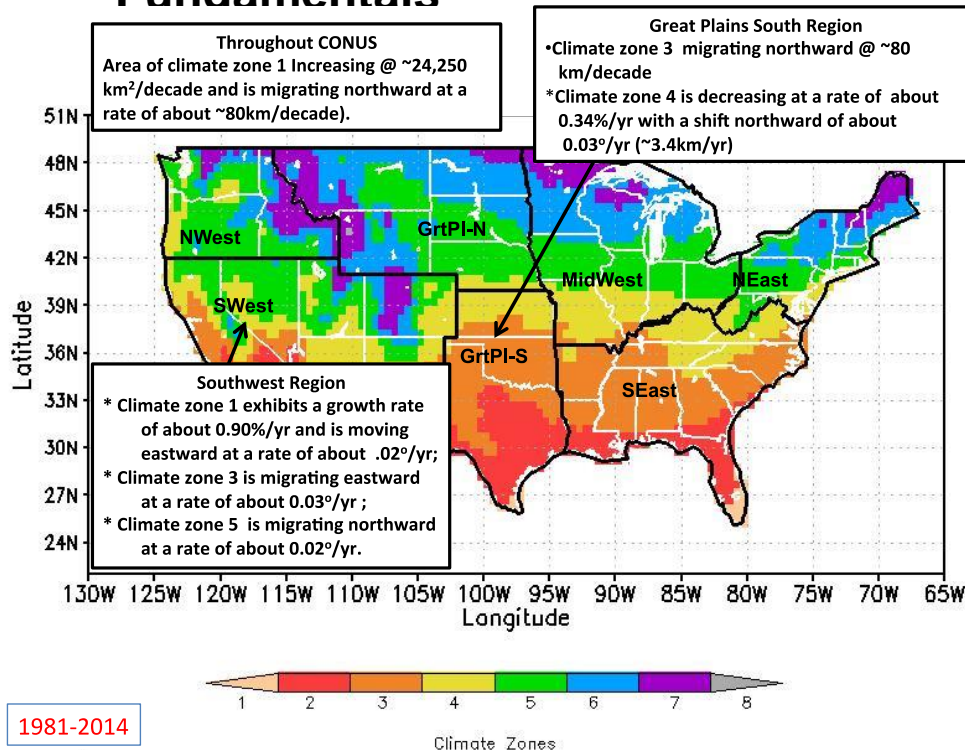 Fundamentals
Throughout CONUS
Area of climate zone 1 Increasing @ ~24,250
km²/decade and is migrating northward at a
rate of about ~80km/decade).
Great Plains South Region
•Climate zone 3 migrating northward @ ~80
km/decade
*Climate zone 4 is decreasing at a rate of about
0.34%/yr with a shift northward of about
0.03°/yr (~3.4km/yr)
51N
48N
45N
42N
39N
36N
33N
30N
27N
24N
Latitude
NWest
GrtPl-N
MidWest
NEast
SWest
GrtPl-S
SEast
Southwest Region
* Climate zone 1 exhibits a growth rate
of about 0.90%/yr and is moving
eastward at a rate of about .02°/yr;
* Climate zone 3 is migrating eastward
at a rate of about 0.03°/yr ;
* Climate zone 5 is migrating northward
at a rate of about 0.02°/yr.
130W 125W 120W 115W 110W 105W 100W 95W 90W 85W 80W 75W 70W 65W
Longitude
1 2 3 4 5 6 7 8
Climate Zones
1981-2014